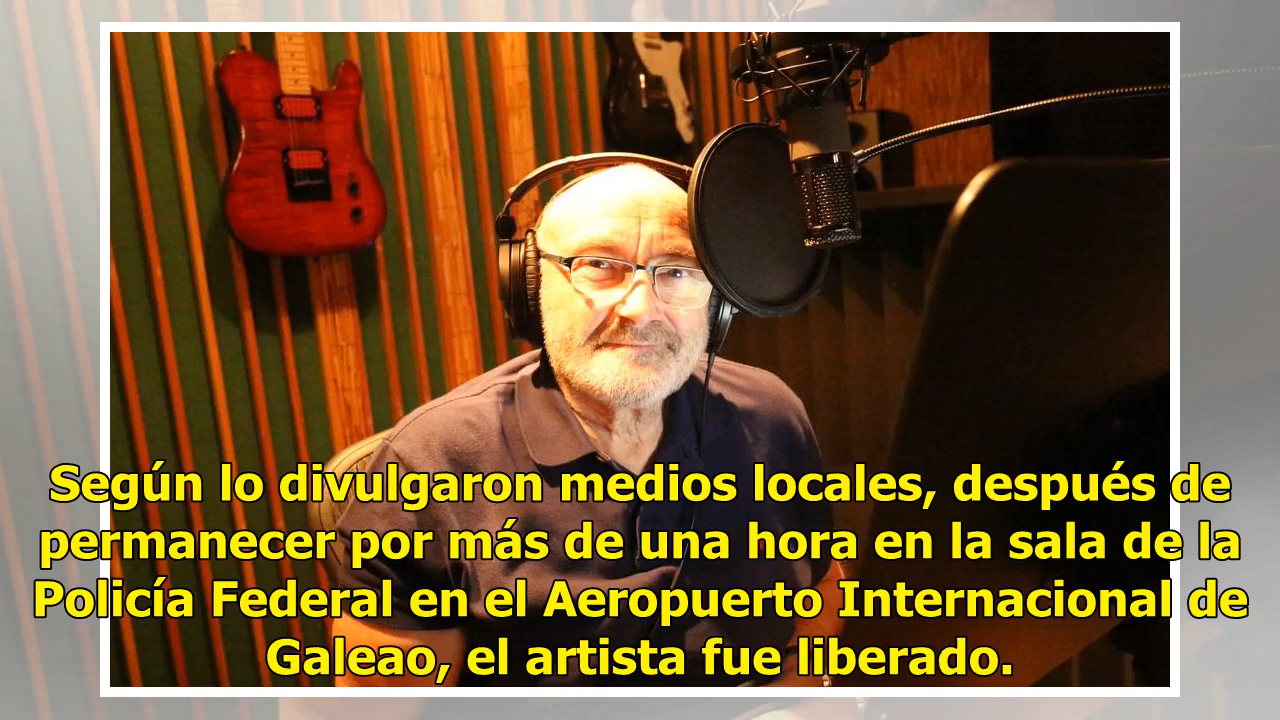 Según lo divulgaron medios locales, después de
permanecer por más de una hora en la sala de la
Policía Federal en el Aeropuerto Internacional de
Galeao, el artista fue liberado.